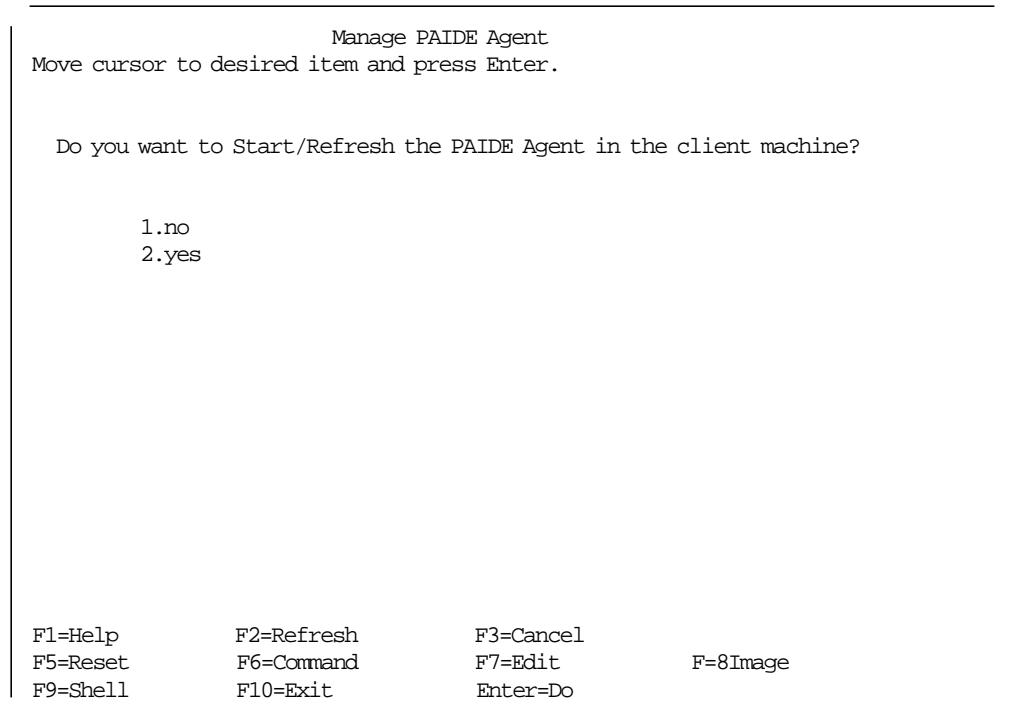 Manage PAIDE Agent
Move cursor to desired item and press Enter.
Do you want to Start/Refresh the PAIDE Agent in the client machine?
1.no
2.yes
F1=Help F2=Refresh F3=Cancel
F5=Reset F6=Command F7=Edit F=8Image
F9=Shell F10=Exit Enter=Do